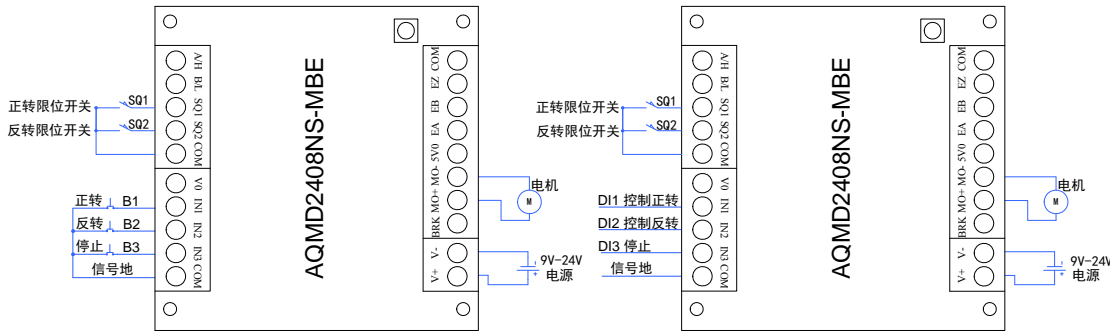 A/H
B/L
SQ1
SQ2
COM
V0
IN1
IN2
IN3
COM
正转限位开关
SQ1
反转限位开关
SQ2
正转 B1
反转 B2
停止 B3
信号地
AQMD2408NS-MBE
COM
EZ
EB
EA
5V0
MO-
MO+
BRK
V-
V+
电机
M
9V-24V
电源
-
+
A/H
B/L
SQ1
SQ2
COM
V0
IN1
IN2
IN3
COM
正转限位开关
SQ1
反转限位开关
SQ2
DI1 控制正转
DI2 控制反转
DI3 停止
信号地
AQMD2408NS-MBE
COM
EZ
EB
EA
5V0
MO-
MO+
BRK
V-
V+
电机
M
9V-24V
电源
-
+